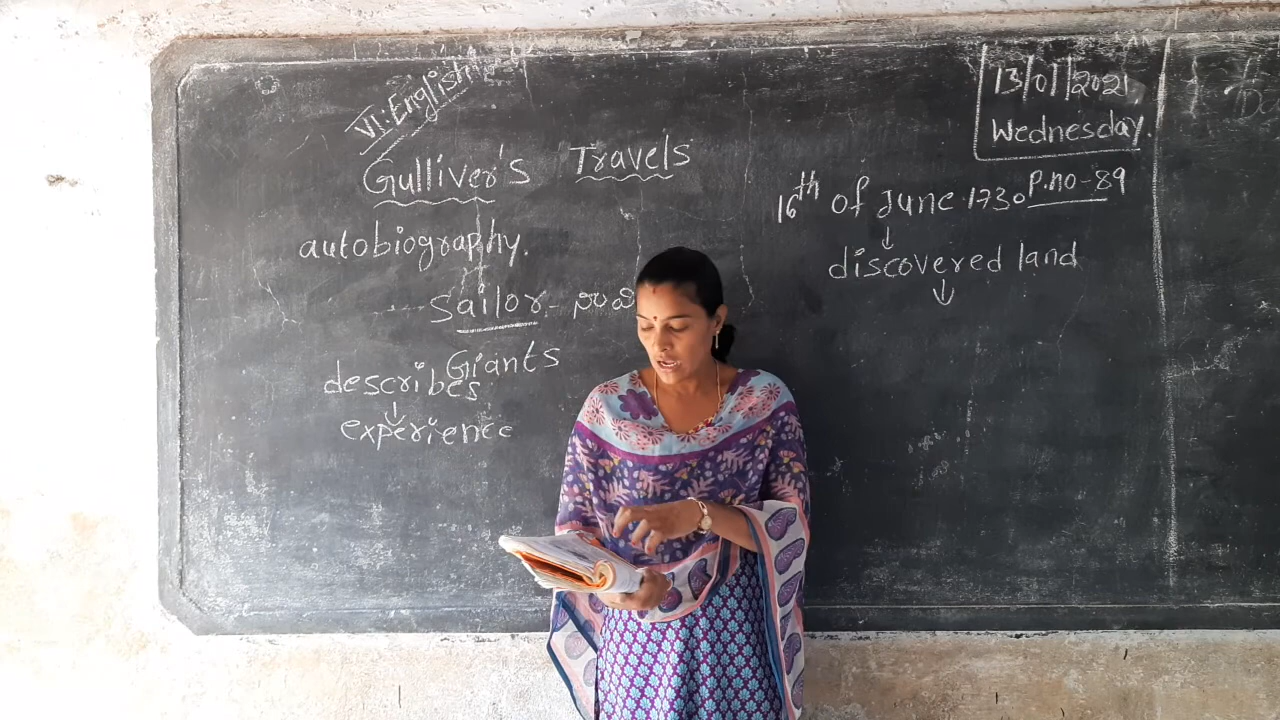 VI:English
Gulliver's Travels
autobiography.
Sailor-
Giants
describes
↓
experience
13/01/2021.
Wednesday.
P.no-89
16th of June 1730
↓
discovered land
↓